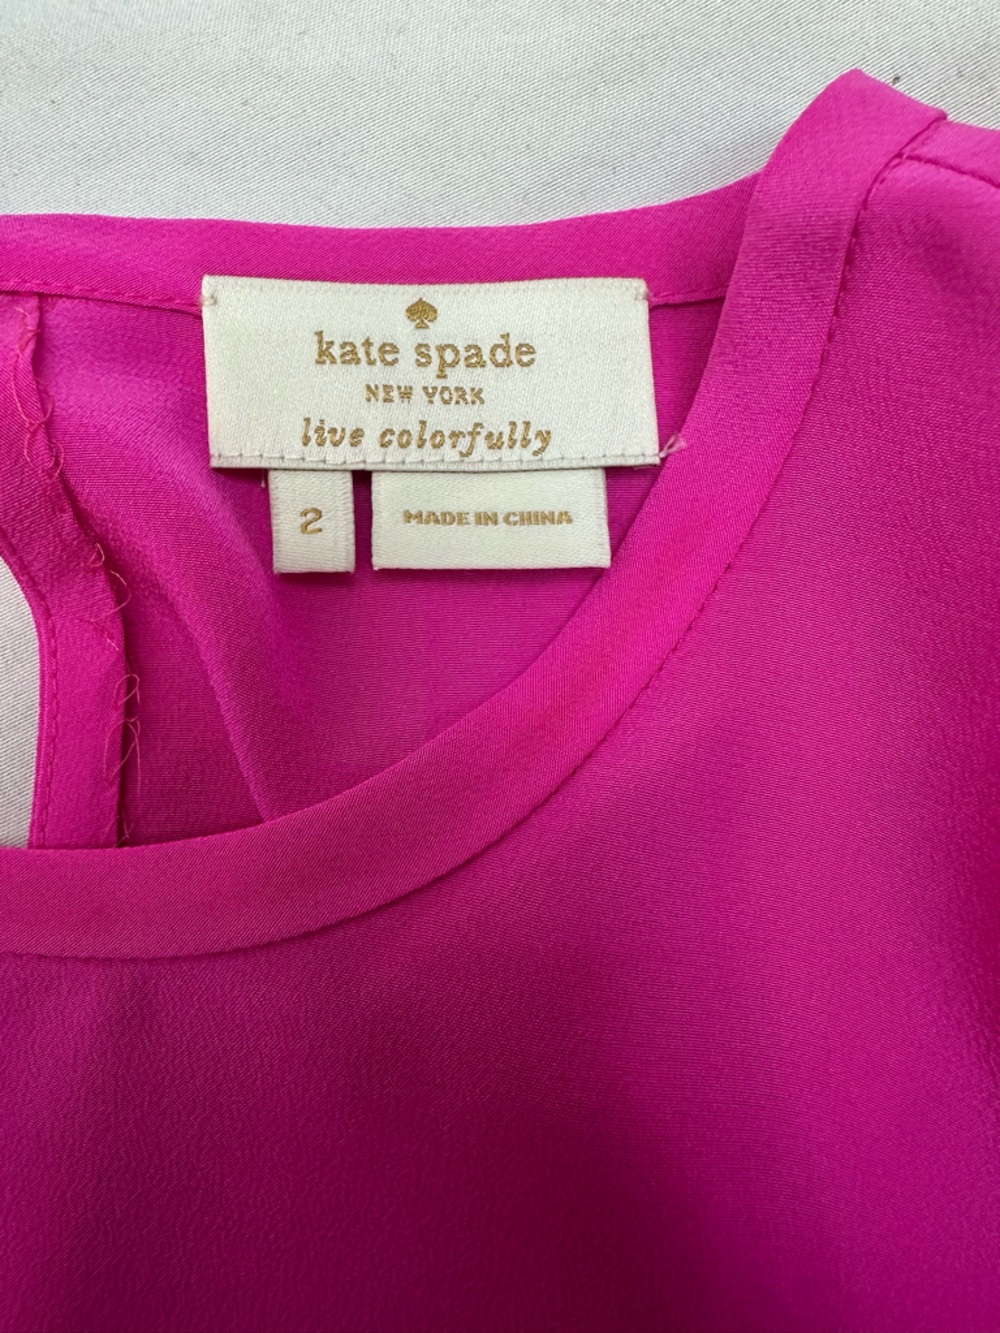 kate spade
NEW YORK
live colorfully
2
MADE IN CHINA